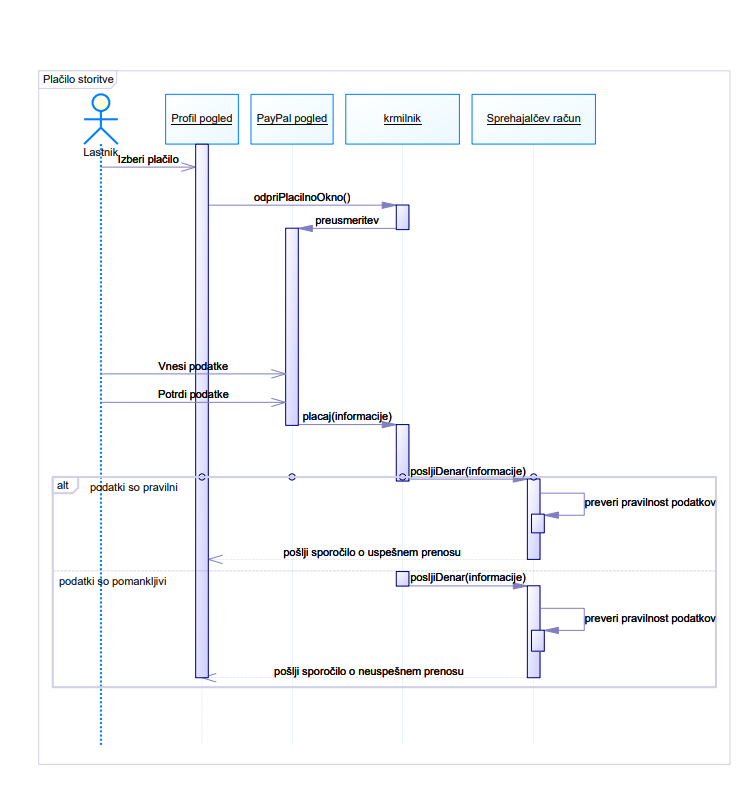 Plačilo storitve
Profil pogled
PayPal pogled
krmilnik
Sprehajalčev račun
Lastnik
Izberi plačilo
odpriPlacilnoOkno()
preusmeritev
Vnesi podatke
Potrdi podatke
placaj(informacije)
posljiDenar(informacije)
alt
podatki so pravilni
preveri pravilnost podatkov
pošlji sporočilo o uspešnem prenosu
podatki so pomankljivi
posljiDenar(informacije)
preveri pravilnost podatkov
pošlji sporočilo o neuspešnem prenosu